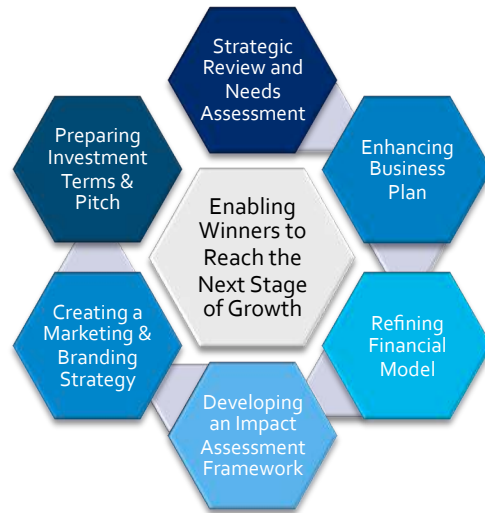 Strategic
Review and
Needs
Assessment
Enhancing
Business
Plan
Refining
Financial
Model
Developing
an Impact
Assessment
Framework
Creating a
Marketing &
Branding
Strategy
Preparing
Investment
Terms &
Pitch
Enabling
Winners to
Reach the
Next Stage
of Growth